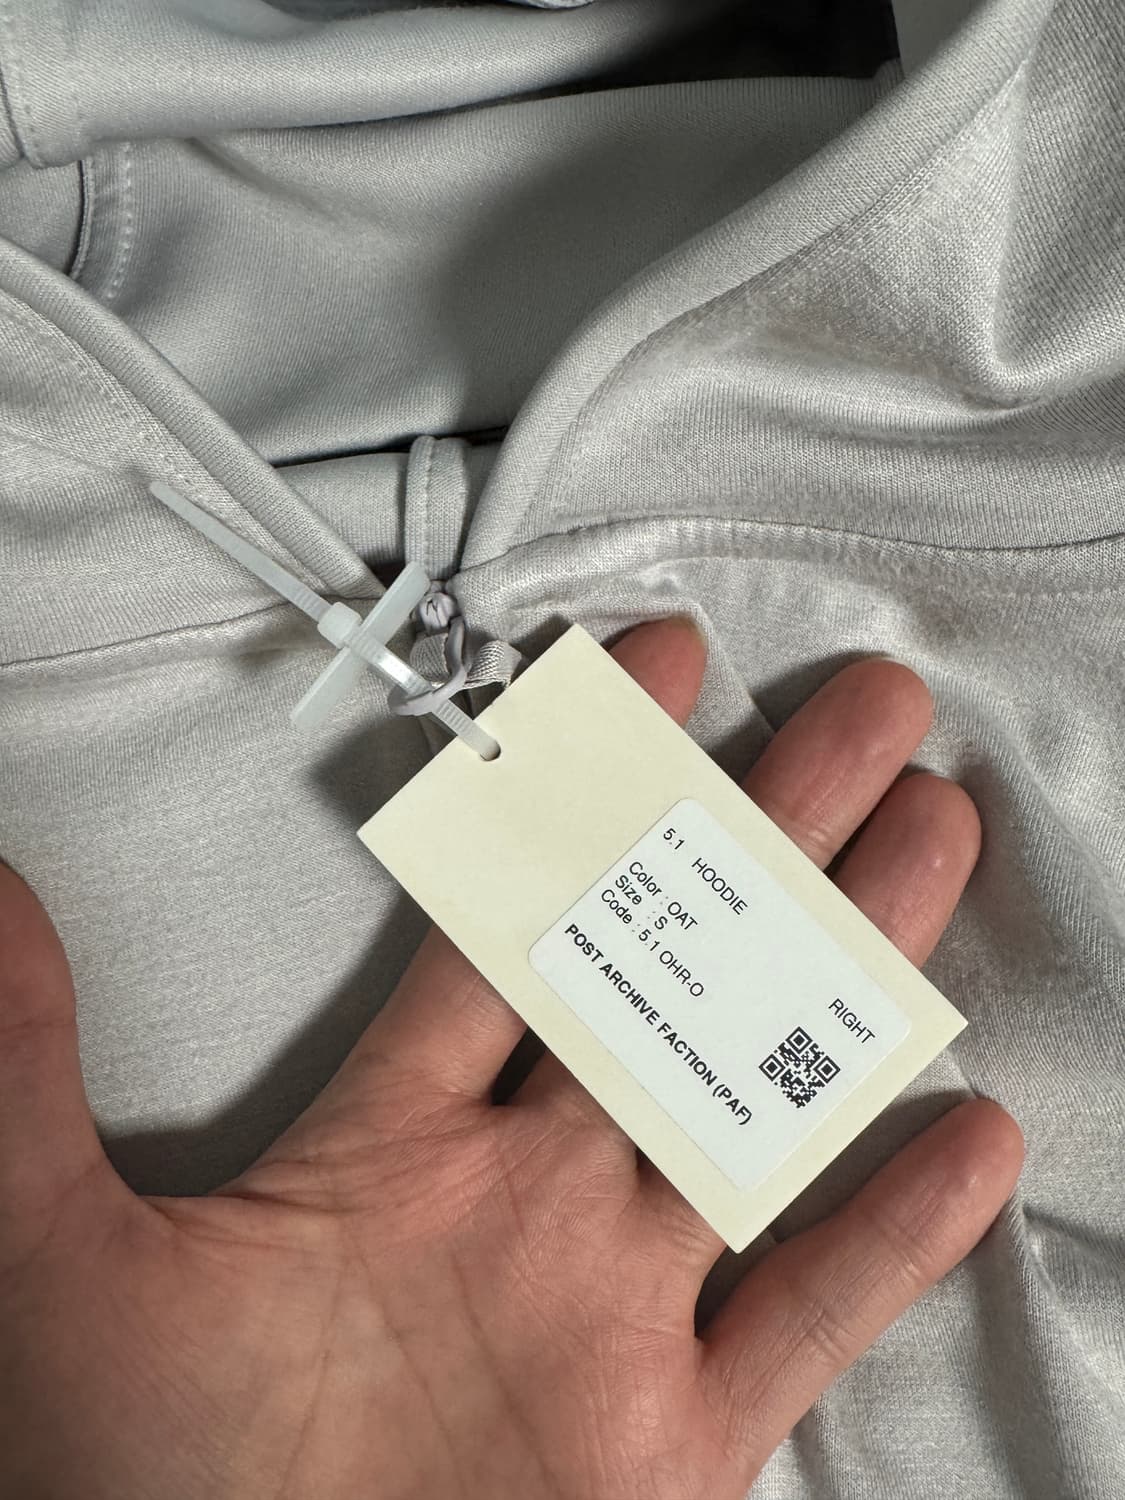 5.1 HOODIE RIGHT
Color : OAT
Size : S
Code : 5.1 OHR-O
POST ARCHIVE FACTION (PAF)